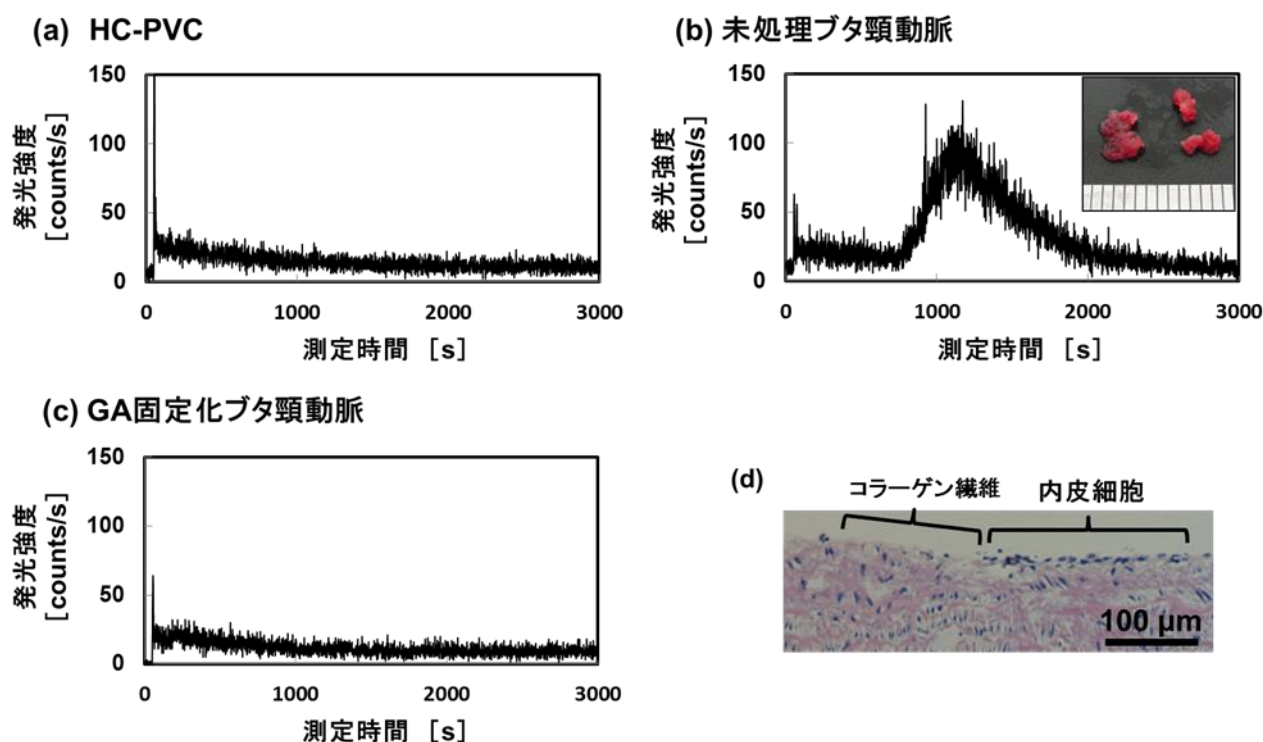 (a) HC-PVC
150
100
50
0
発光強度
[counts/s]
0 1000 2000 3000
測定時間 [s]
(b) 未処理ブタ頸動脈
150
100
50
0
発光強度
[counts/s]
0 1000 2000 3000
測定時間 [s]
(c) GA固定化ブタ頸動脈
150
100
50
0
発光強度
[counts/s]
0 1000 2000 3000
測定時間 [s]
(d)
コラーゲン繊維 内皮細胞
100 μm